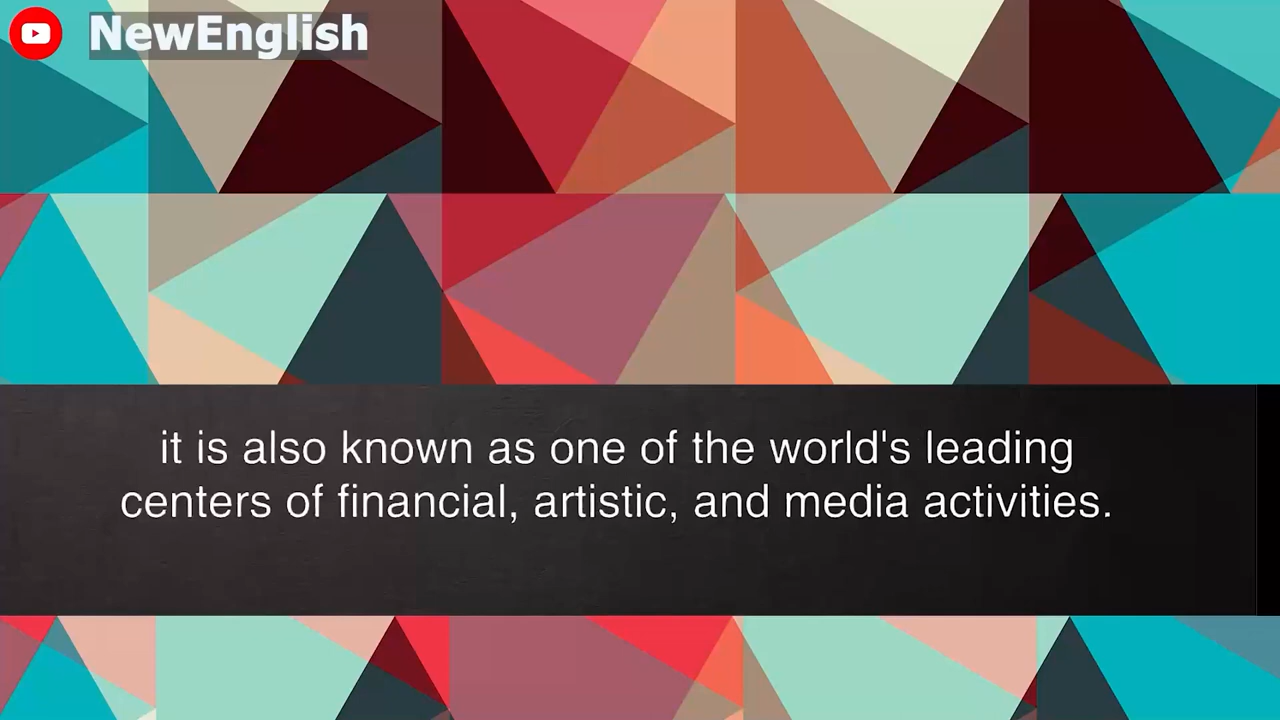 NewEnglish
it is also known as one of the world's leading
centers of financial, artistic, and media activities.